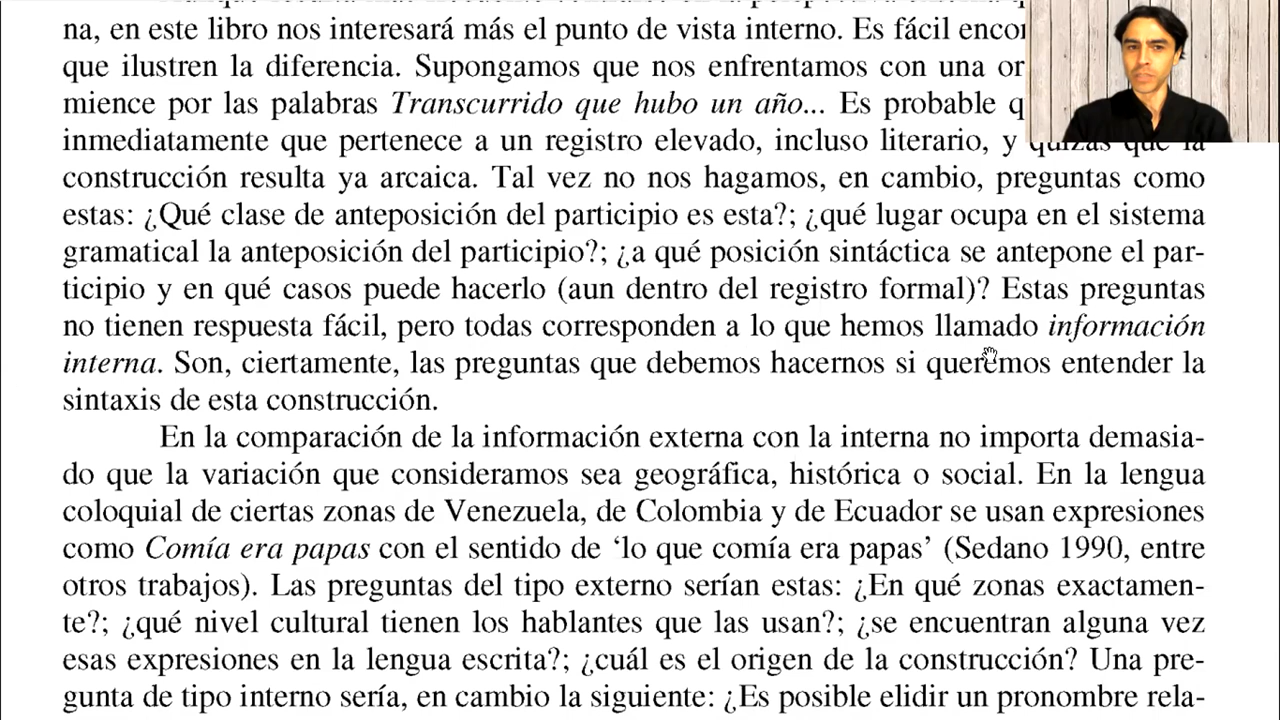 na, en este libro nos interesará más el punto de vista interno. Es fácil
que ilustren la diferencia. Supongamos que nos enfrentamos con una
mience por las palabras Transcurrido que hubo un año... Es probable
inmediatamente que pertenece a un registro elevado, incluso literario, y quizás que la
construcción resulta ya arcaica. Tal vez no nos hagamos, en cambio, preguntas como
estas: ¿Qué clase de anteposición del participio es esta?; ¿qué lugar ocupa en el sistema
gramatical la anteposición del participio?; ¿a qué posición sintáctica se antepone el par-
ticipio y en qué casos puede hacerlo (aun dentro del registro formal)? Estas preguntas
no tienen respuesta fácil, pero todas corresponden a lo que hemos llamado información
interna. Son, ciertamente, las preguntas que debemos hacernos si queremos entender la
sintaxis de esta construcción.
En la comparación de la información externa con la interna no importa demasia-
do que la variación que consideramos sea geográfica, histórica o social. En la lengua
coloquial de ciertas zonas de Venezuela, de Colombia y de Ecuador se usan expresiones
como Comía era papas con el sentido de ‘lo que comía era papas’ (Sedano 1990, entre
otros trabajos). Las preguntas del tipo externo serían estas: ¿En qué zonas exactamen-
te?; ¿qué nivel cultural tienen los hablantes que las usan?; ¿se encuentran alguna vez
esas expresiones en la lengua escrita?; ¿cuál es el origen de la construcción? Una pre-
gunta de tipo interno sería, en cambio la siguiente: ¿Es posible elidir un pronombre rela-